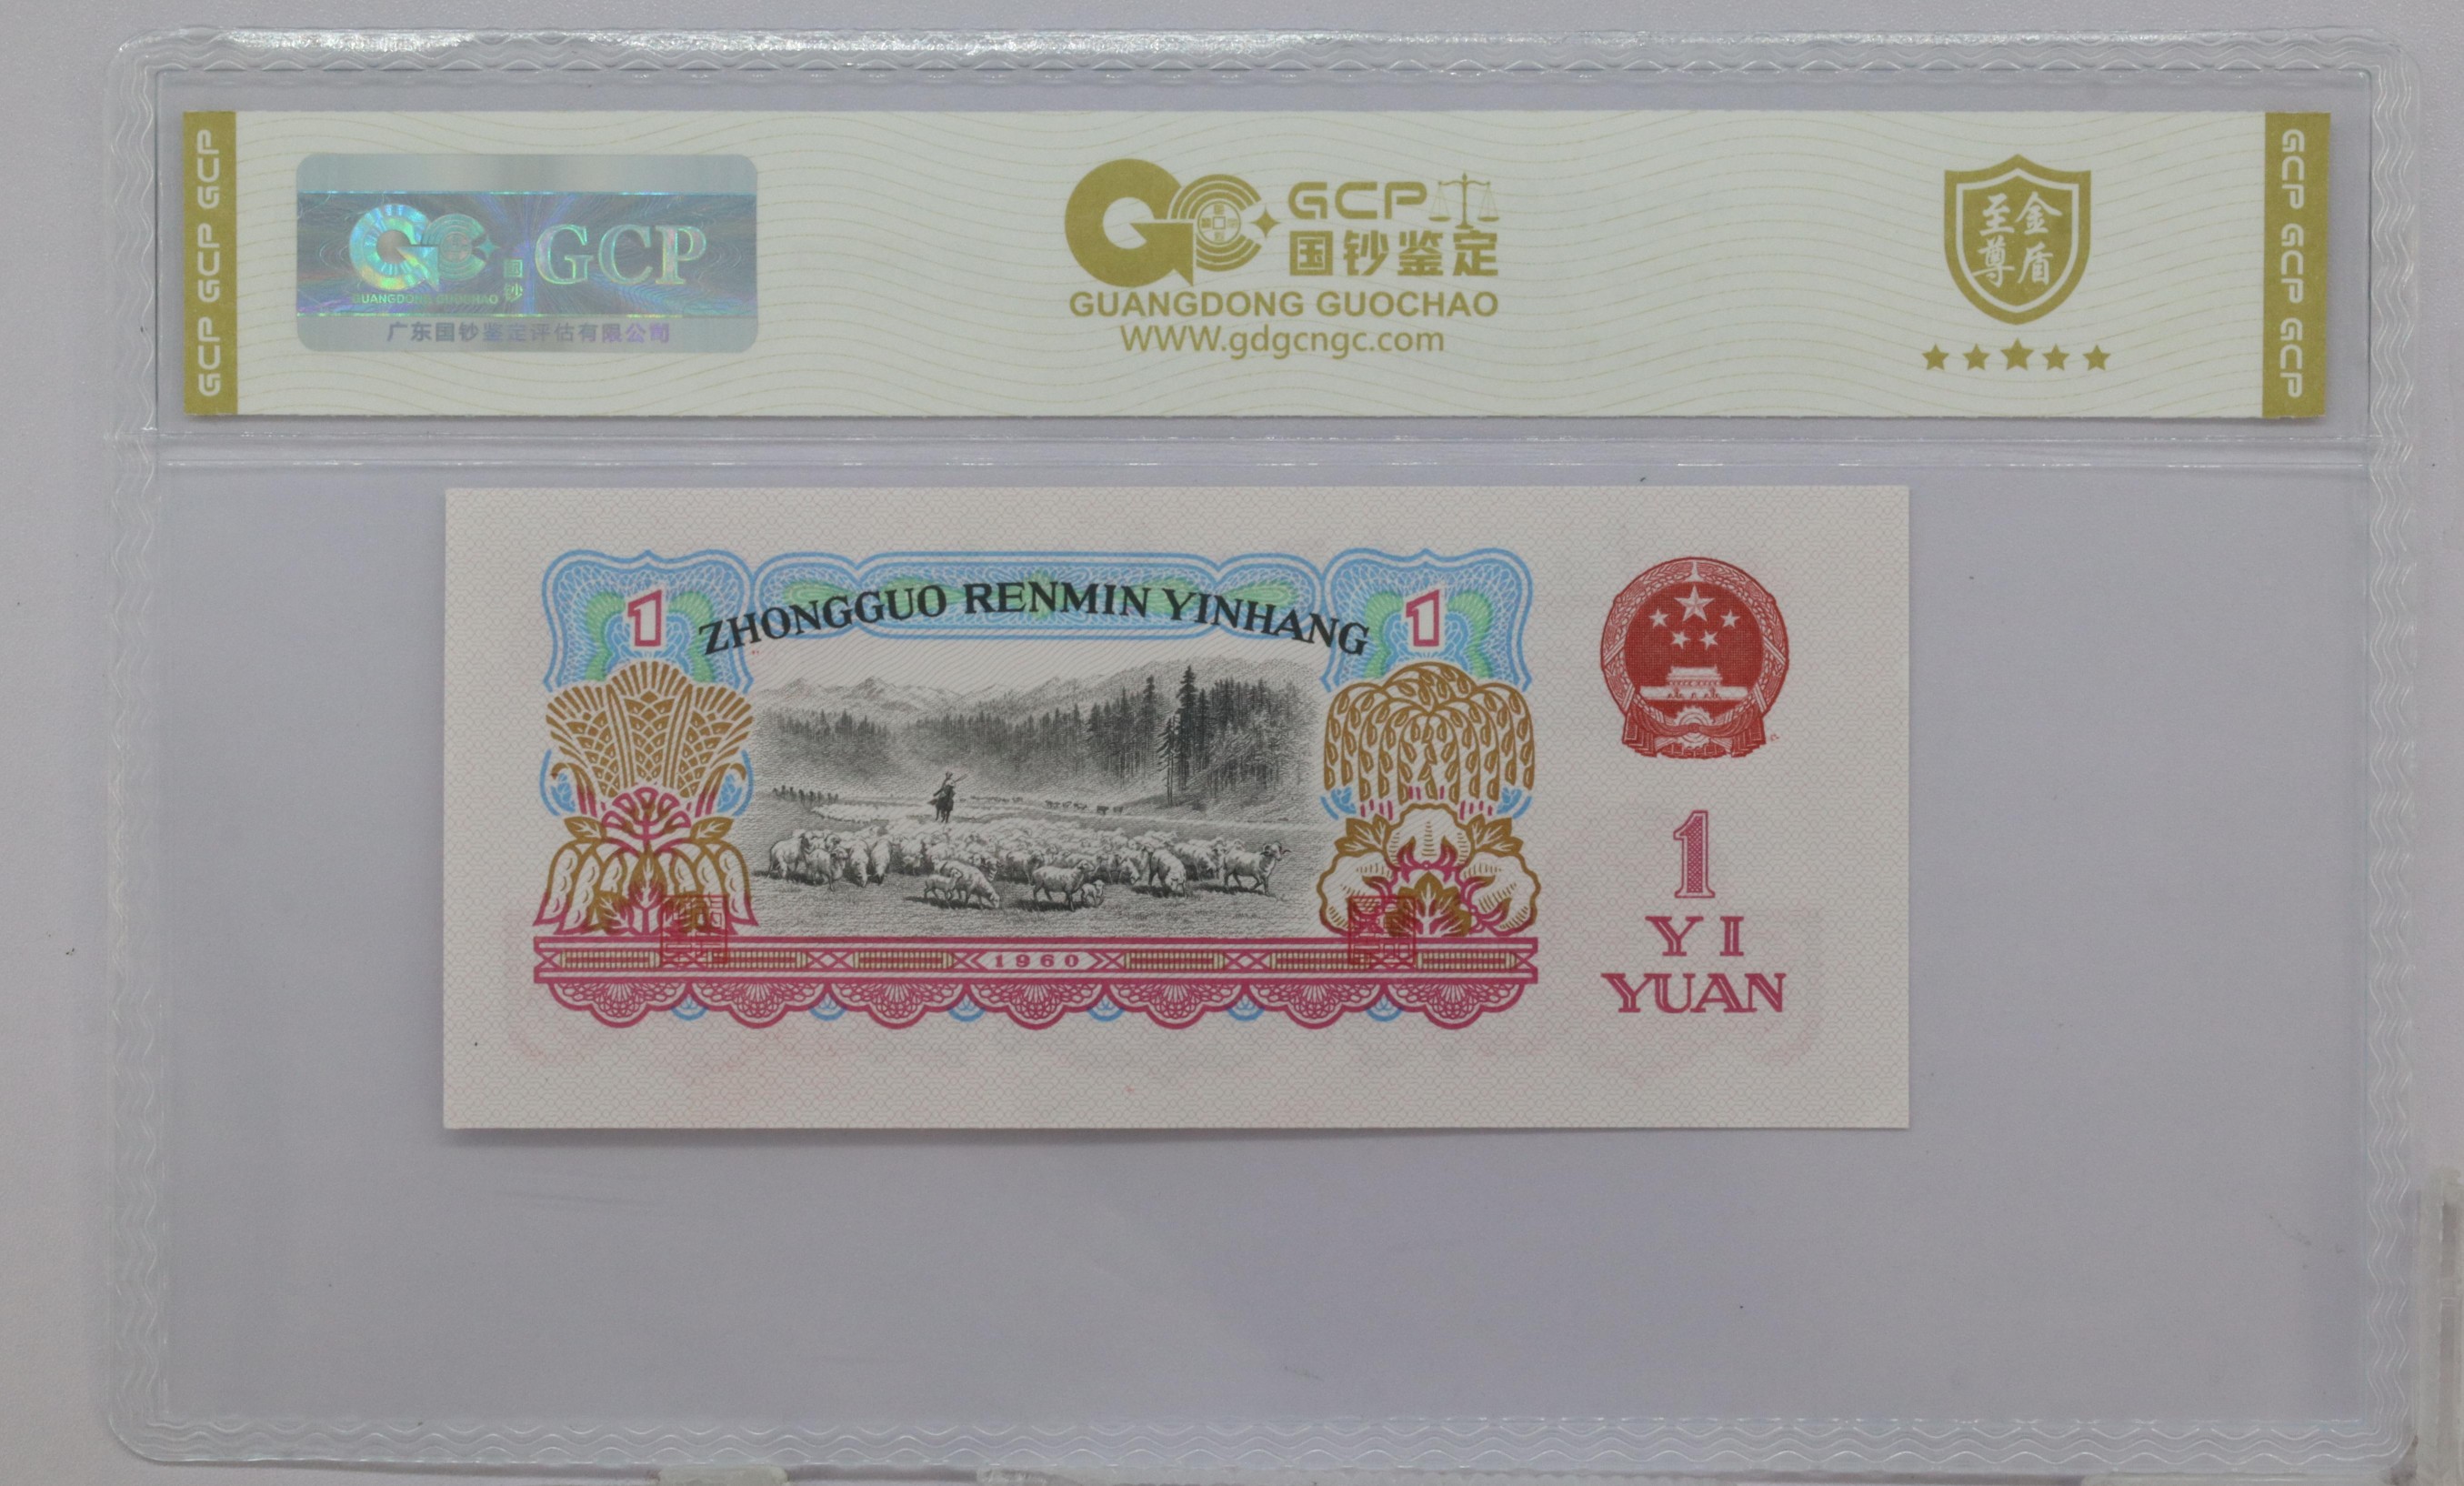 GCP GCP GCP
GCP
国钞
GUANGDONG GUOCHAO
广东国钞鉴定评估有限公司
GCP
国钞鉴定
GUANGDONG GUOCHAO
WWW.gdgcngc.com
至尊金盾
GCP GCP GCP
1 ZHONGGUO RENMIN YINHANG 1
1960
1
YI
YUAN